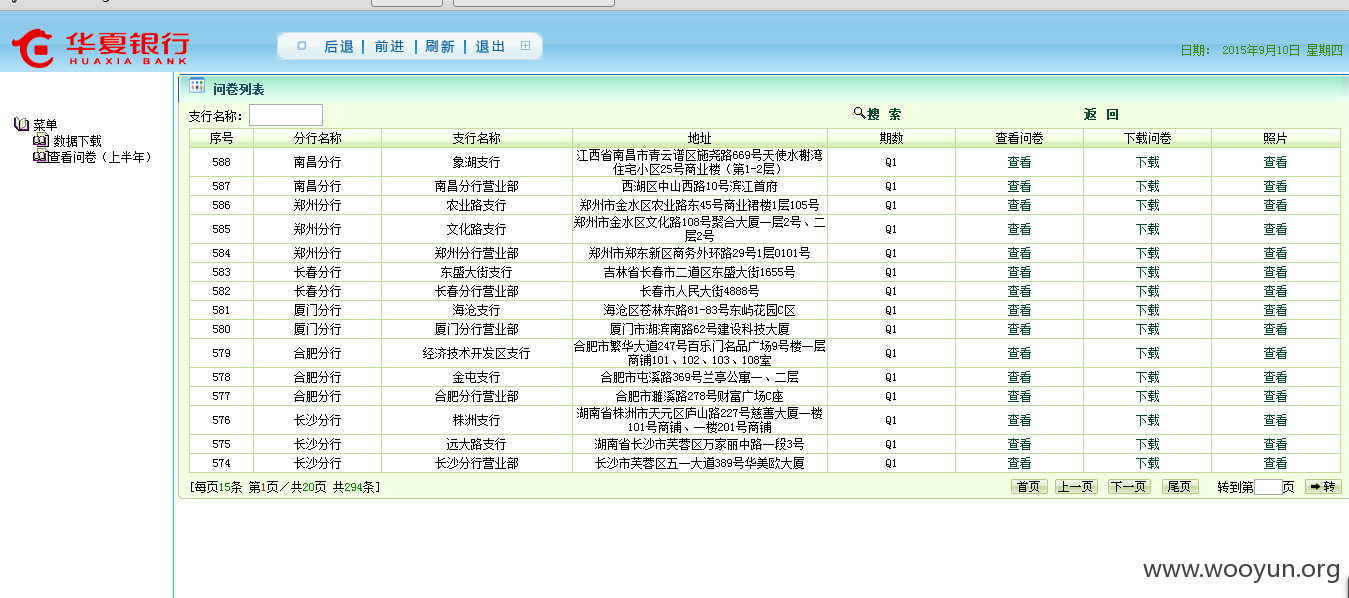 华夏银行
HUAXIA BANK
后退 | 前进 | 刷新 | 退出
日期： 2015年9月10日 星期四
菜单
数据下载
查看问卷（上半年）
问卷列表
支行名称： 搜 索 返 回
序号 分行名称 支行名称 地址 期数 查看问卷 下载问卷 照片
588 南昌分行 象湖支行 江西省南昌市青云谱区施尧路669号天使水榭湾住宅小区25号商业楼（第1-2层） Q1 查看 下载 查看
587 南昌分行 南昌分行营业部 西湖区中山西路10号滨江首府 Q1 查看 下载 查看
586 郑州分行 农业路支行 郑州市金水区农业路东45号商业裙楼1层105号 Q1 查看 下载 查看
585 郑州分行 文化路支行 郑州市金水区文化路108号聚合大厦一层2号、二层2号 Q1 查看 下载 查看
584 郑州分行 郑州分行营业部 郑州市郑东新区商务外环路29号1层0101号 Q1 查看 下载 查看
583 长春分行 东盛大街支行 吉林省长春市二道区东盛大街1655号 Q1 查看 下载 查看
582 长春分行 长春分行营业部 长春市人民大街4888号 Q1 查看 下载 查看
581 厦门分行 海沧支行 海沧区苍林东路81-83号东屿花园C区 Q1 查看 下载 查看
580 厦门分行 厦门分行营业部 厦门市湖滨南路62号建设科技大厦 Q1 查看 下载 查看
579 合肥分行 经济技术开发区支行 合肥市繁华大道247号百乐门名品广场9号楼一层商铺101、102、103、108室 Q1 查看 下载 查看
578 合肥分行 金屯支行 合肥市屯溪路369号兰亭公寓一、二层 Q1 查看 下载 查看
577 合肥分行 合肥分行营业部 合肥市濉溪路278号财富广场C座 Q1 查看 下载 查看
576 长沙分行 株洲支行 湖南省株洲市天元区庐山路227号慈善大厦一楼101号商铺、一楼201号商铺 Q1 查看 下载 查看
575 长沙分行 远大路支行 湖南省长沙市芙蓉区万家丽中路一段3号 Q1 查看 下载 查看
574 长沙分行 长沙分行营业部 长沙市芙蓉区五一大道389号华美欧大厦 Q1 查看 下载 查看
[每页15条 第1页／共20页 共294条] 首页 上一页 下一页 尾页 转到第 页 转
www.wooyun.org